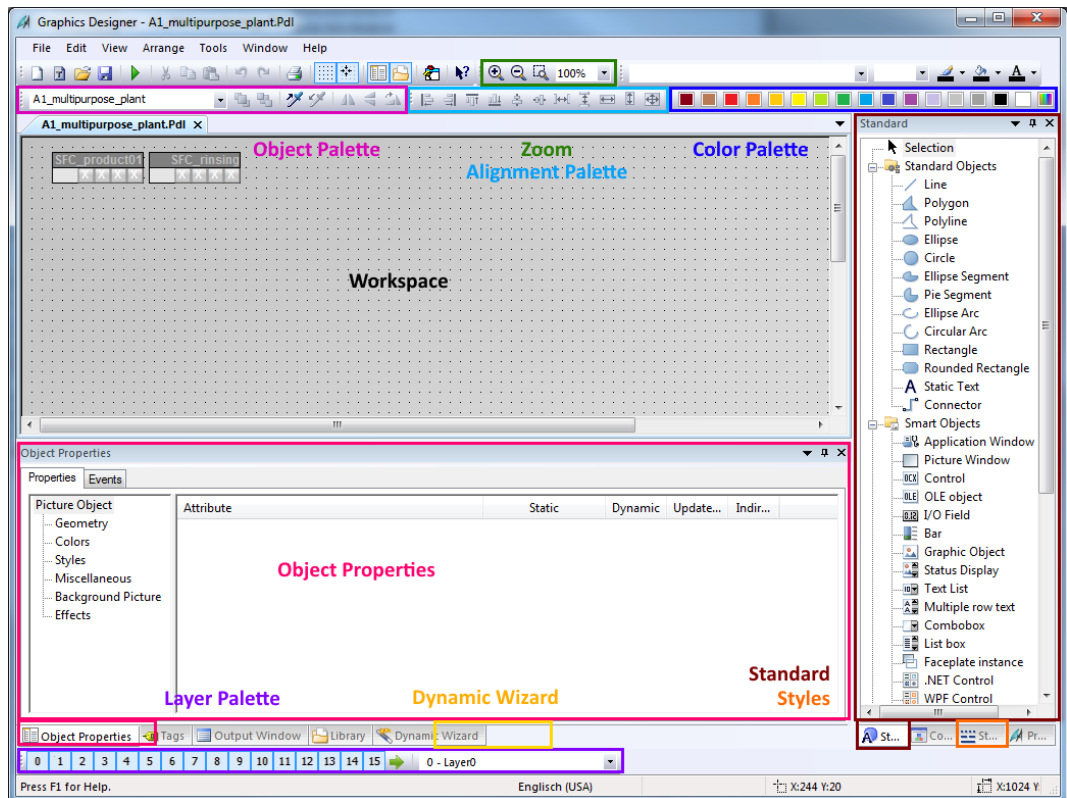 Graphics Designer - A1_multipurpose_plant.Pdl
File Edit View Arrange Tools Window Help
100%
A1_multipurpose_plant
A1_multipurpose_plant.Pdl X
Standard
SFC_product01 SFC_rinsing
X X X X X X X X
Object Palette
Zoom
Color Palette
Alignment Palette
Workspace
Selection
Standard Objects
Line
Polygon
Polyline
Ellipse
Circle
Ellipse Segment
Pie Segment
Ellipse Arc
Circular Arc
Rectangle
Rounded Rectangle
A Static Text
Connector
Smart Objects
Application Window
Picture Window
OCX Control
OLE OLE object
0.12 I/O Field
Bar
Graphic Object
Status Display
Text List
Multiple row text
Combobox
List box
Faceplate instance
.NET Control
WPF Control
Object Properties
Properties Events
Picture Object
Geometry
Colors
Styles
Miscellaneous
Background Picture
Effects
Attribute Static Dynamic Update... Indir...
Object Properties
Layer Palette
Dynamic Wizard
Standard
Styles
Object Properties Tags Output Window Library Dynamic Wizard
St... Co... St... Pr...
0 1 2 3 4 5 6 7 8 9 10 11 12 13 14 15 0 - Layer0
Press F1 for Help. Englisch (USA) X:244 Y:20 X:1024 Y: